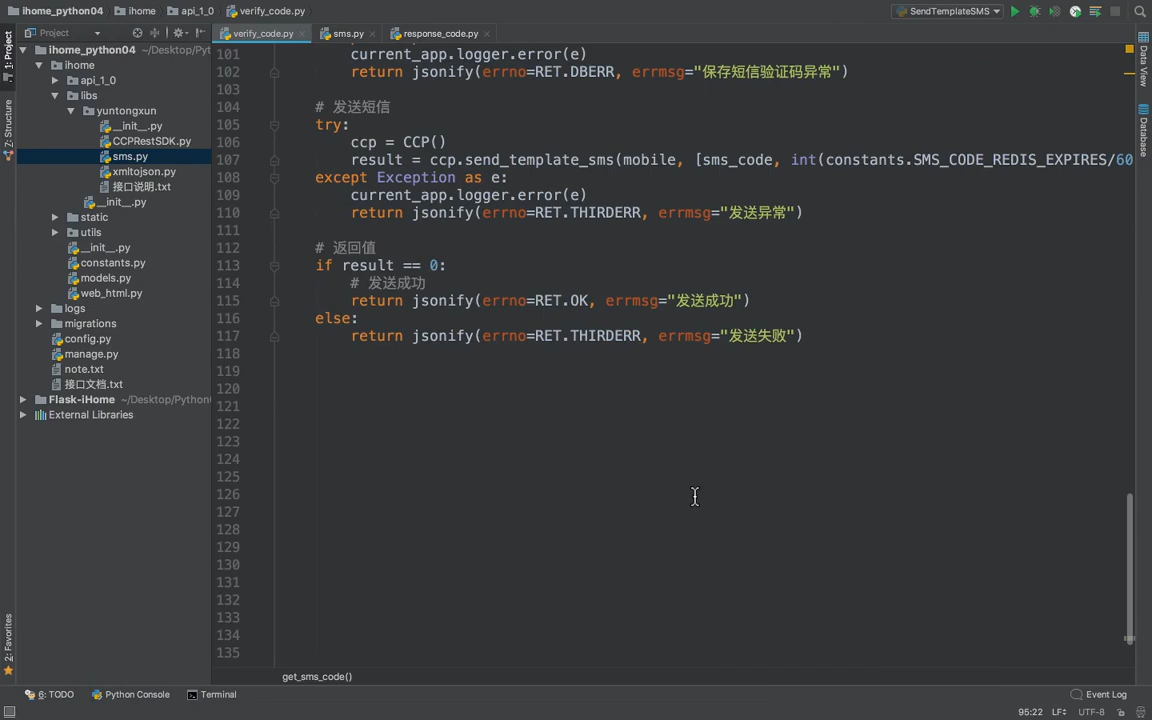 ihome_python04 ihome api_1_0 verify_code.py SendTemplateSMS
1: Project
Z: Structure
2: Favorites
Project
ihome_python04 ~/Desktop/Pyt
ihome
api_1_0
libs
yuntongxun
__init__.py
CCPRestSDK.py
sms.py
xmltojson.py
接口说明.txt
__init__.py
static
utils
__init__.py
constants.py
models.py
web_html.py
logs
migrations
config.py
manage.py
note.txt
接口文档.txt
Flask-iHome ~/Desktop/Python
External Libraries
verify_code.py sms.py response_code.py
101 current_app.logger.error(e)
102 return jsonify(errno=RET.DBERR, errmsg="保存短信验证码异常")
103
104 # 发送短信
105 try:
106 ccp = CCP()
107 result = ccp.send_template_sms(mobile, [sms_code, int(constants.SMS_CODE_REDIS_EXPIRES/60
108 except Exception as e:
109 current_app.logger.error(e)
110 return jsonify(errno=RET.THIRDERR, errmsg="发送异常")
111
112 # 返回值
113 if result == 0:
114 # 发送成功
115 return jsonify(errno=RET.OK, errmsg="发送成功")
116 else:
117 return jsonify(errno=RET.THIRDERR, errmsg="发送失败")
118
119
120
121
122
123
124
125
126
127
128
129
130
131
132
133
134
135
get_sms_code()
Data View
Database
6: TODO Python Console Terminal Event Log
95:22 LF UTF-8